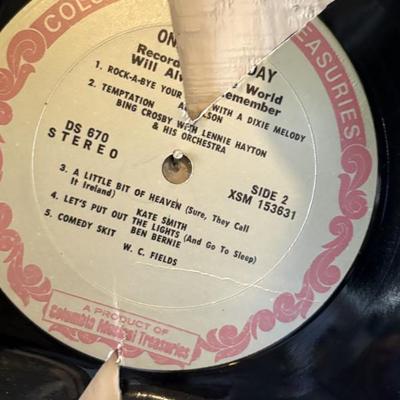 COLU
REASURIES
ON DAY
Record World
Will Al emember
1. ROCK-A-BYE YOUR WITH A DIXIE MELODY
A SON
2. TEMPTATION
BING CROSBY WITH LENNIE HAYTON
& HIS ORCHESTRA
DS 670
STEREO
SIDE 2
XSM 153631
3. A LITTLE BIT OF HEAVEN (Sure, They Call
It Ireland) KATE SMITH
4. LET'S PUT OUT THE LIGHTS (And Go To Sleep)
BEN BERNIE
5. COMEDY SKIT
W. C. FIELDS
A PRODUCT OF
Columbia Musical Treasuries